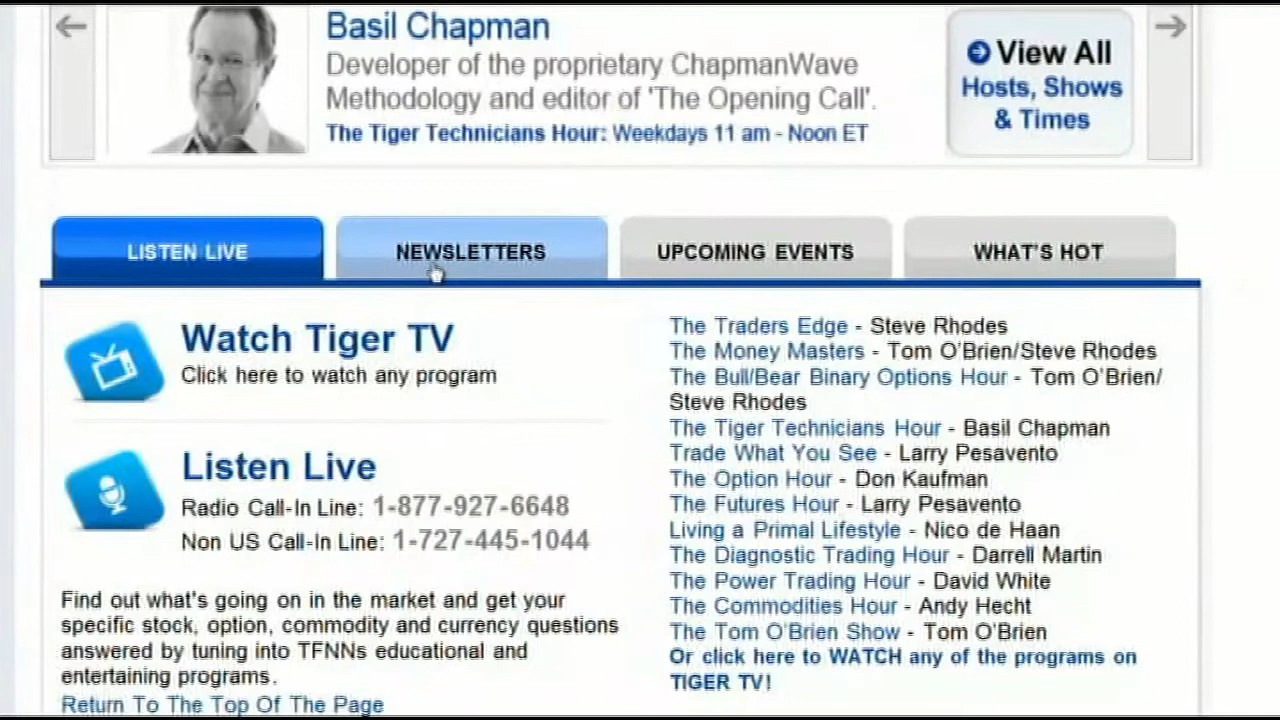 Basil Chapman
Developer of the proprietary ChapmanWave
Methodology and editor of 'The Opening Call'.
The Tiger Technicians Hour: Weekdays 11 am - Noon ET
View All
Hosts, Shows
& Times
LISTEN LIVE
NEWSLETTERS
UPCOMING EVENTS
WHAT'S HOT
Watch Tiger TV
Click here to watch any program
Listen Live
Radio Call-In Line: 1-877-927-6648
Non US Call-In Line: 1-727-445-1044
Find out what's going on in the market and get your
specific stock, option, commodity and currency questions
answered by tuning into TFNNs educational and
entertaining programs.
Return To The Top Of The Page
The Traders Edge - Steve Rhodes
The Money Masters - Tom O'Brien/Steve Rhodes
The Bull/Bear Binary Options Hour - Tom O'Brien/
Steve Rhodes
The Tiger Technicians Hour - Basil Chapman
Trade What You See - Larry Pesavento
The Option Hour - Don Kaufman
The Futures Hour - Larry Pesavento
Living a Primal Lifestyle - Nico de Haan
The Diagnostic Trading Hour - Darrell Martin
The Power Trading Hour - David White
The Commodities Hour - Andy Hecht
The Tom O'Brien Show - Tom O'Brien
Or click here to WATCH any of the programs on
TIGER TV!